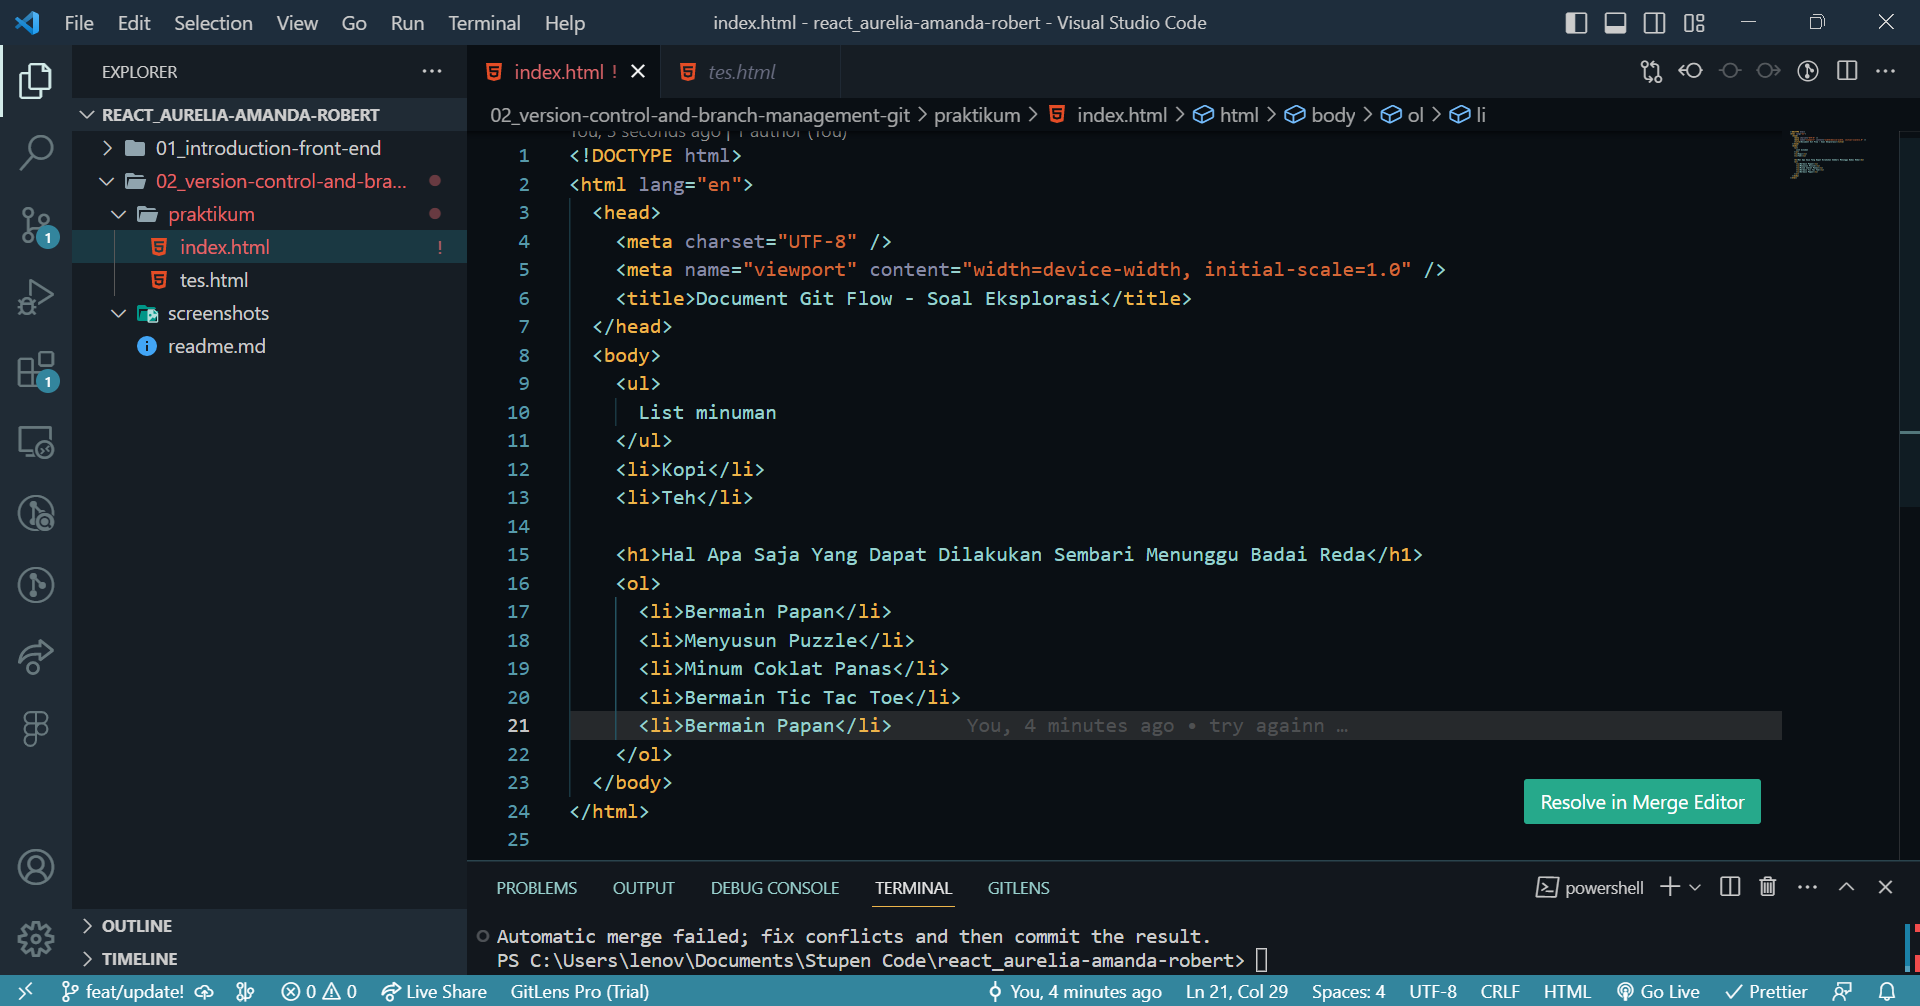 File Edit Selection View Go Run Terminal Help index.html - react_aurelia-amanda-robert - Visual Studio Code
EXPLORER
index.html !
tes.html
REACT_AURELIA-AMANDA-ROBERT
02_version-control-and-branch-management-git > praktikum > index.html > html > body > ol > li
You, 3 seconds ago | 1 author (You)
01_introduction-front-end
02_version-control-and-bra...
praktikum
index.html !
tes.html
screenshots
readme.md
1
1
1 <!DOCTYPE html>
2 <html lang="en">
3 <head>
4 <meta charset="UTF-8" />
5 <meta name="viewport" content="width=device-width, initial-scale=1.0" />
6 <title>Document Git Flow - Soal Eksplorasi</title>
7 </head>
8 <body>
9 <ul>
10 List minuman
11 </ul>
12 <li>Kopi</li>
13 <li>Teh</li>
14
15 <h1>Hal Apa Saja Yang Dapat Dilakukan Sembari Menunggu Badai Reda</h1>
16 <ol>
17 <li>Bermain Papan</li>
18 <li>Menyusun Puzzle</li>
19 <li>Minum Coklat Panas</li>
20 <li>Bermain Tic Tac Toe</li>
21 <li>Bermain Papan</li> You, 4 minutes ago • try againn …
22 </ol>
23 </body>
24 </html>
25
Resolve in Merge Editor
PROBLEMS OUTPUT DEBUG CONSOLE TERMINAL GITLENS
powershell
Automatic merge failed; fix conflicts and then commit the result.
PS C:\Users\lenov\Documents\Stupen Code\react_aurelia-amanda-robert>
OUTLINE
TIMELINE
feat/update! 0 0 Live Share GitLens Pro (Trial) You, 4 minutes ago Ln 21, Col 29 Spaces: 4 UTF-8 CRLF HTML Go Live Prettier